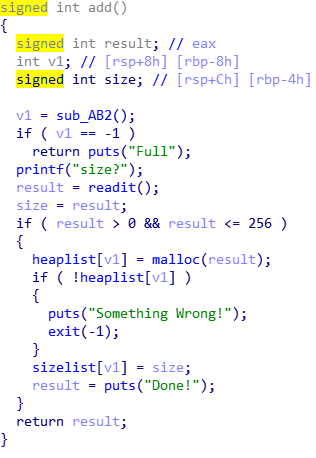 signed int add()
{
  signed int result; // eax
  int v1; // [rsp+8h] [rbp-8h]
  signed int size; // [rsp+Ch] [rbp-4h]

  v1 = sub_AB2();
  if ( v1 == -1 )
    return puts("Full");
  printf("size?");
  result = readit();
  size = result;
  if ( result > 0 && result <= 256 )
  {
    heaplist[v1] = malloc(result);
    if ( !heaplist[v1] )
    {
      puts("Something Wrong!");
      exit(-1);
    }
    sizelist[v1] = size;
    result = puts("Done!");
  }
  return result;
}